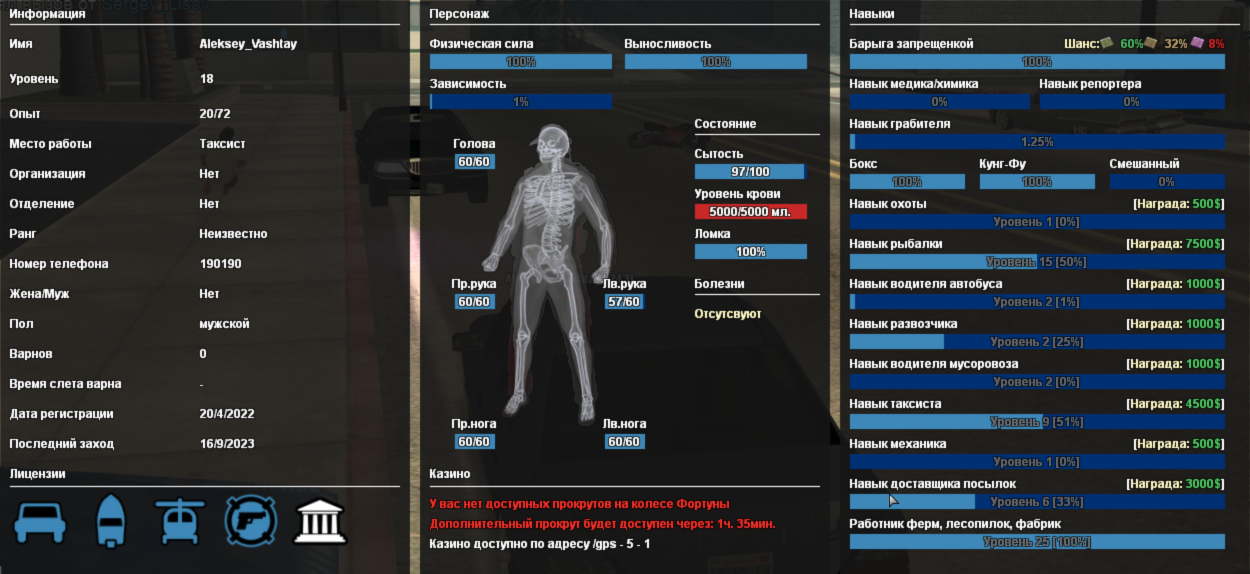 Sergey_Lisov
Информация
Имя Aleksey_Vashtay
Уровень 18
Опыт 20/72
Место работы Таксист
Организация Нет
Отделение Нет
Ранг Неизвестно
Номер телефона 190190
Жена/Муж Нет
Пол мужской
Варнов 0
Время слета варна -
Дата регистрации 20/4/2022
Последний заход 16/9/2023
Лицензии
Персонаж
Физическая сила Выносливость
100% 100%
Зависимость
1%
Голова
60/60
Состояние
Сытость
97/100
Уровень крови
5000/5000 мл.
Ломка
100%
Пр.рука Лв.рука
60/60 57/60
Болезни
Отсутсвуют
Пр.нога Лв.нога
60/60 60/60
Казино
У вас нет доступных прокрутов на колесе Фортуны
Дополнительный прокрут будет доступен через: 1ч. 35мин.
Казино доступно по адресу /gps - 5 - 1
Навыки
Барыга запрещенкой Шанс: 60% 32% 8%
100%
Навык медика/химика Навык репортера
0% 0%
Навык грабителя
1.25%
Бокс Кунг-Фу Смешанный
100% 100% 0%
Навык охоты [Награда: 500$]
Уровень 1 [0%]
Навык рыбалки [Награда: 7500$]
Уровень 15 [50%]
Навык водителя автобуса [Награда: 1000$]
Уровень 2 [1%]
Навык развозчика [Награда: 1000$]
Уровень 2 [25%]
Навык водителя мусоровоза [Награда: 1000$]
Уровень 2 [0%]
Навык таксиста [Награда: 4500$]
Уровень 9 [51%]
Навык механика [Награда: 500$]
Уровень 1 [0%]
Навык доставщика посылок [Награда: 3000$]
Уровень 6 [33%]
Работник ферм, лесопилок, фабрик
Уровень 25 [100%]